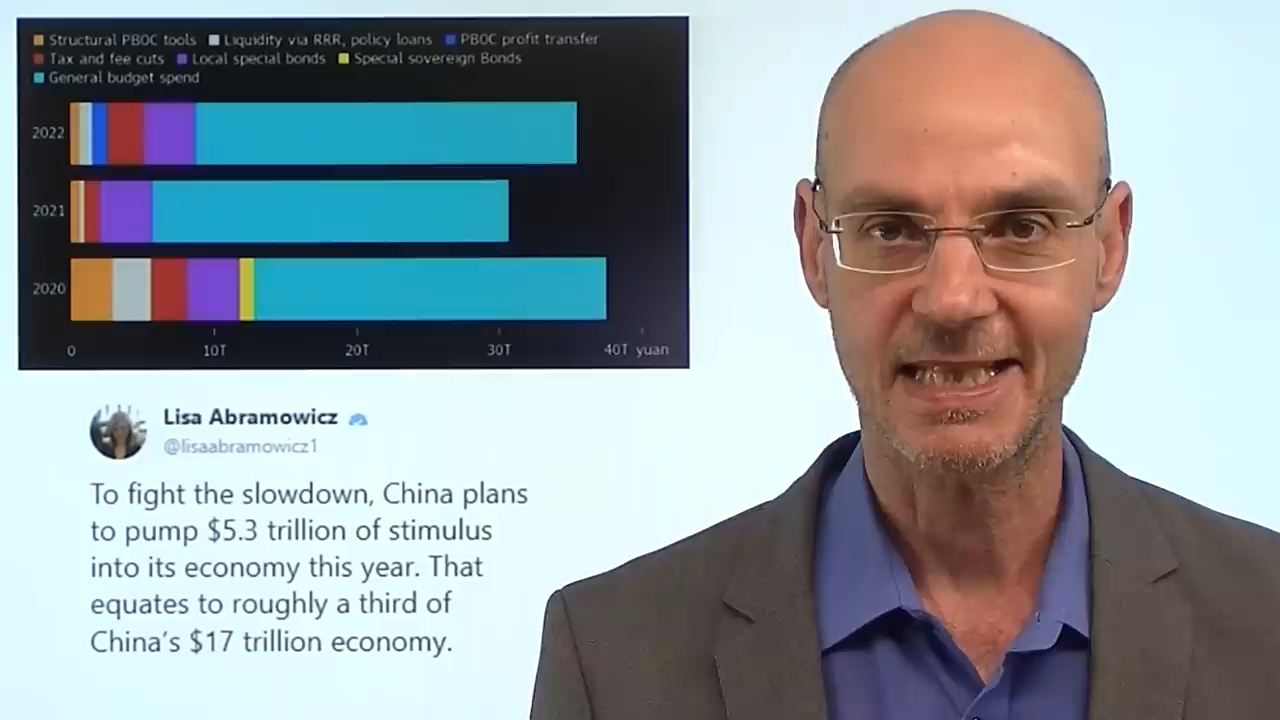 Structural PBOC tools Liquidity via RRR, policy loans PBOC profit transfer
Tax and fee cuts Local special bonds Special sovereign Bonds
General budget spend
2022
2021
2020
0 10T 20T 30T 40T yuan
Lisa Abramowicz
@lisaabramowicz1
To fight the slowdown, China plans
to pump $5.3 trillion of stimulus
into its economy this year. That
equates to roughly a third of
China's $17 trillion economy.